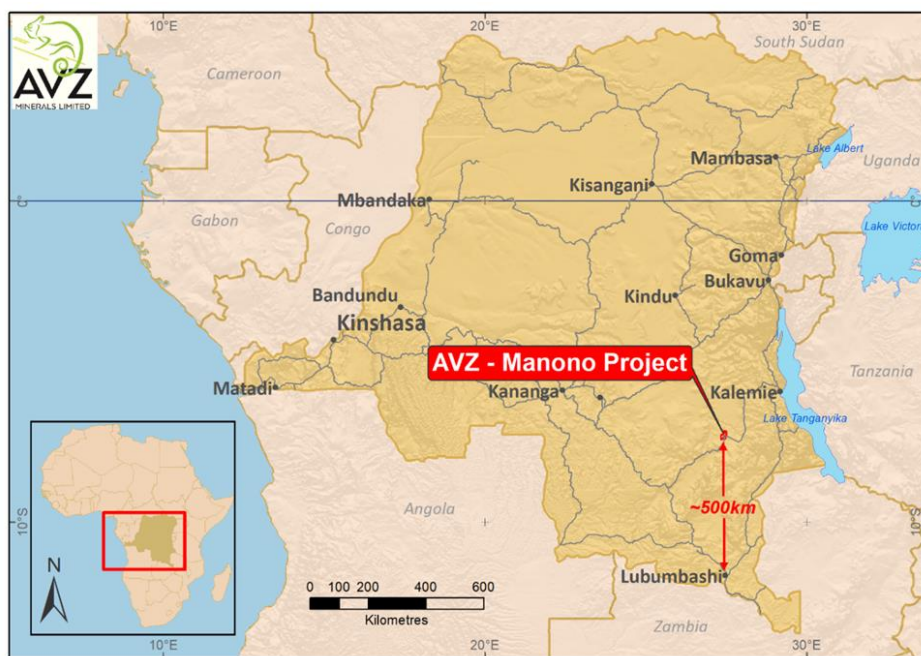 AVZ
MINERALS LIMITED
10°E
20°E
30°E
South Sudan
Cameroon
Lake Albert
Mambasa
Uganda
Kisangani
Mbandaka
0°
0°
Gabon
Congo
Lake Victori
Goma
Bukavu
Bandundu
Kindu
Kinshasa
AVZ - Manono Project
Tanzania
Matadi
Kananga
Kalemie
Lake Tanganyika
Angola
~500km
10°S
10°S
N
Lubumbashi
0 100 200 400 600
Kilometres
Zambia
10°E
20°E
30°E